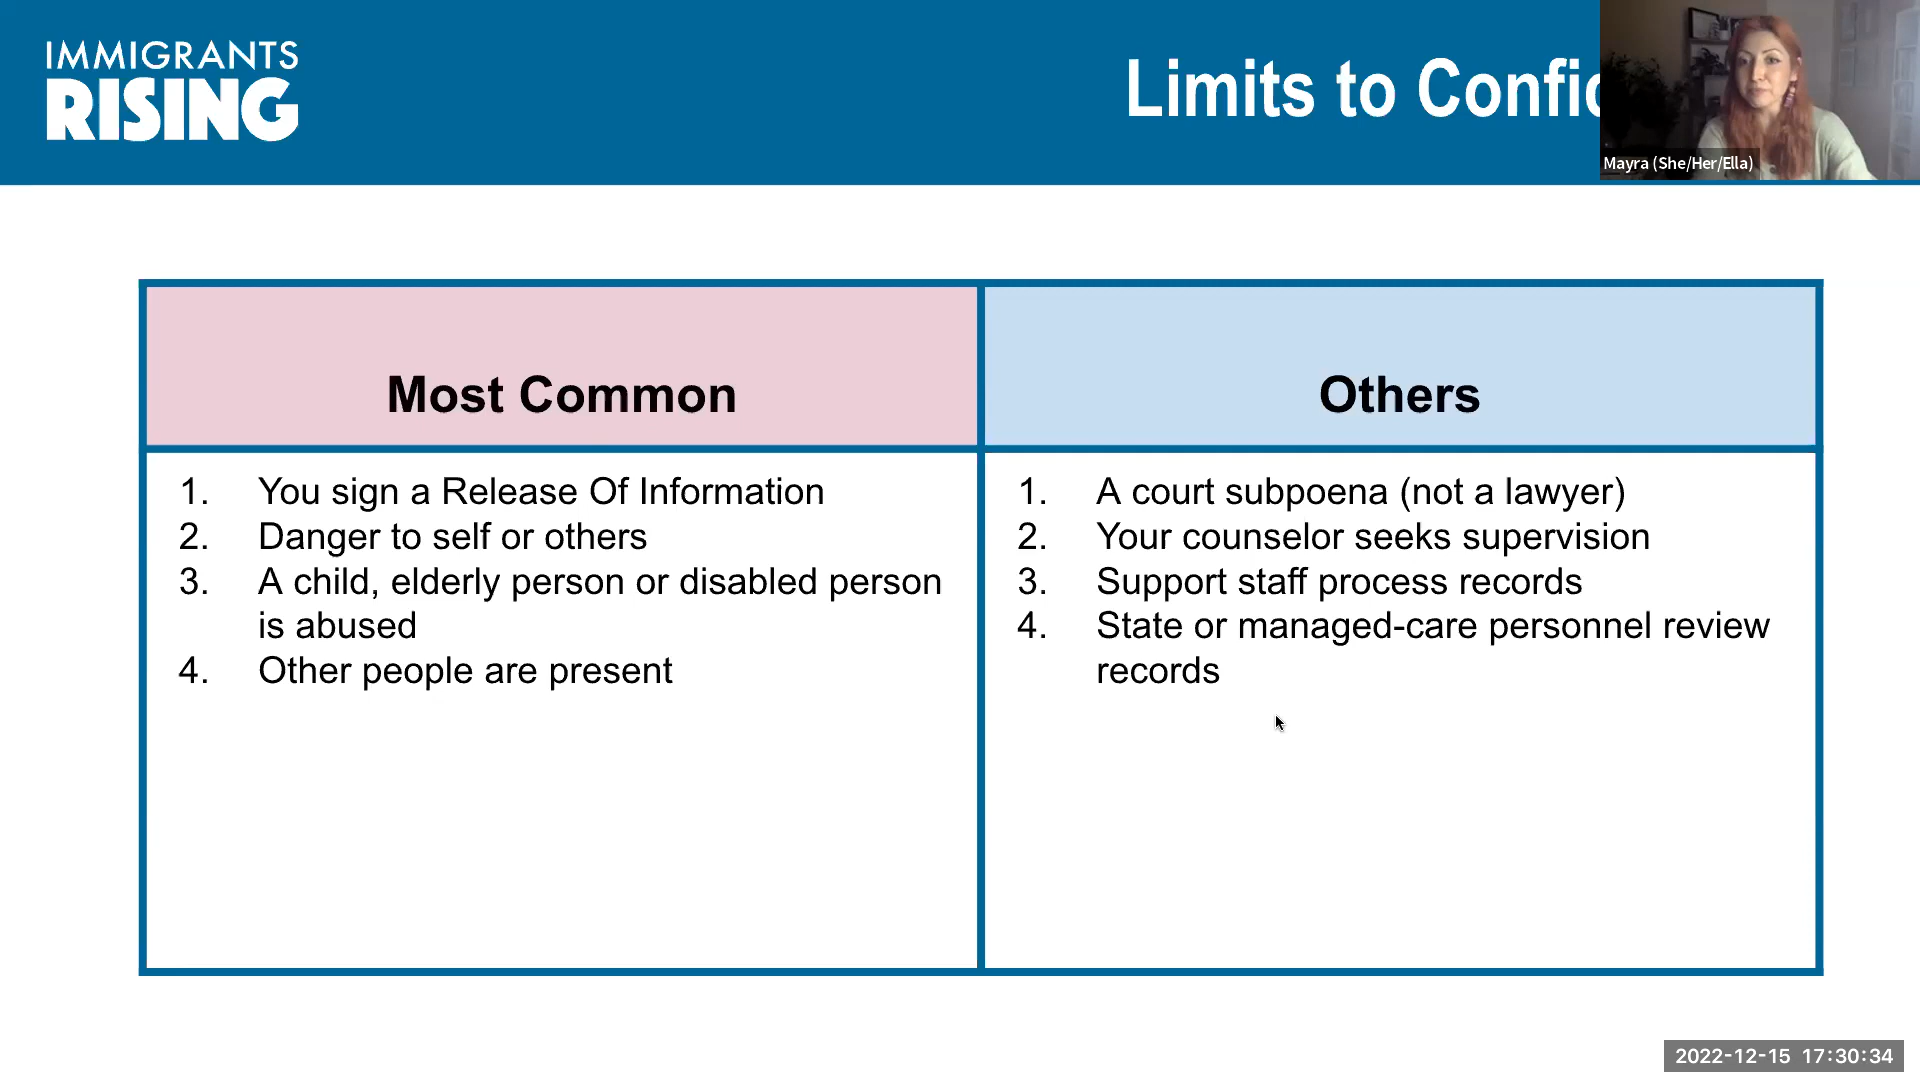 IMMIGRANTS
RISING
Limits to
Mayra (She/Her/Ella)
Most Common
Others
1. You sign a Release Of Information
2. Danger to self or others
3. A child, elderly person or disabled person
is abused
4. Other people are present
1. A court subpoena (not a lawyer)
2. Your counselor seeks supervision
3. Support staff process records
4. State or managed-care personnel review
records
2022-12-15 17:30:34